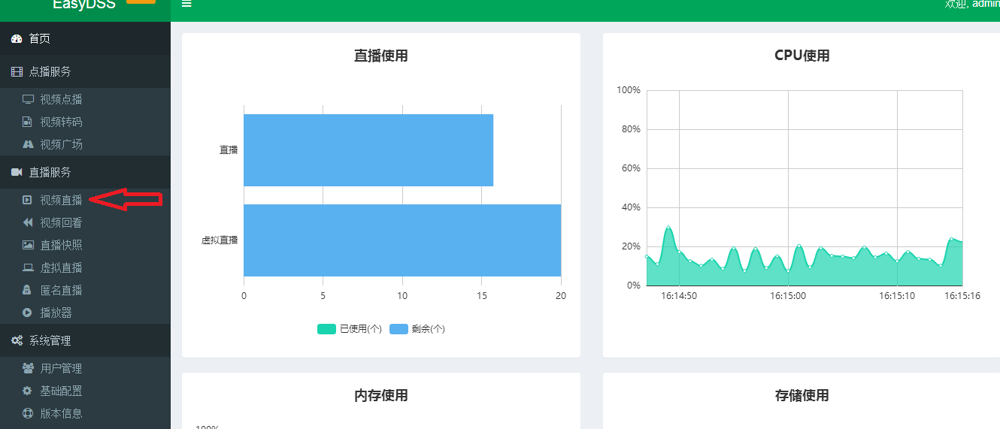 EasyDSS
欢迎, admin
首页
点播服务
视频点播
视频转码
视频广场
直播服务
视频直播
视频回看
直播快照
虚拟直播
匿名直播
播放器
系统管理
用户管理
基础配置
版本信息
直播使用
直播
虚拟直播
0 5 10 15 20
已使用(个) 剩余(个)
CPU使用
100%
80%
60%
40%
20%
0%
16:14:50 16:15:00 16:15:10 16:15:16
内存使用
100%
存储使用